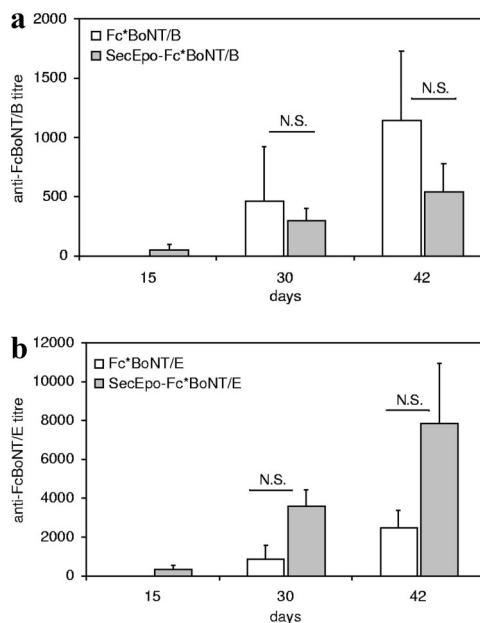 a
2000
1500
1000
500
0
anti-FcBoNT/B titre
Fc*BoNT/B
SecEpo-Fc*BoNT/B
N.S.
N.S.
15 30 42
days
b
12000
10000
8000
6000
4000
2000
0
anti-FcBoNT/E titre
Fc*BoNT/E
SecEpo-Fc*BoNT/E
N.S.
N.S.
15 30 42
days